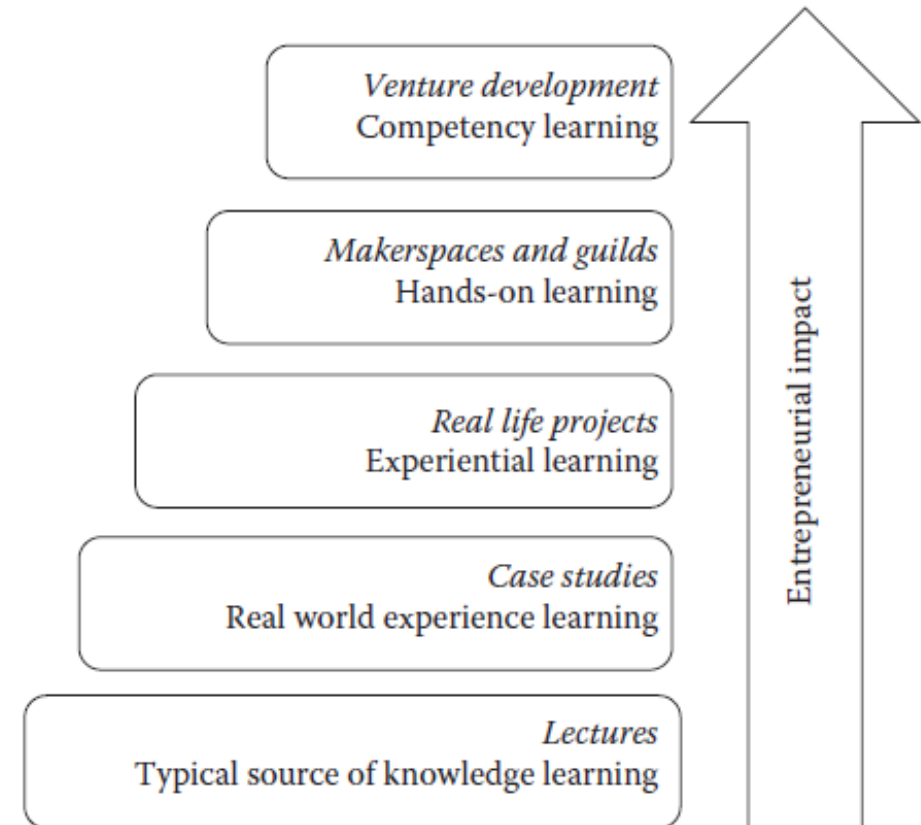 Venture development
Competency learning
Makerspaces and guilds
Hands-on learning
Real life projects
Experiential learning
Case studies
Real world experience learning
Lectures
Typical source of knowledge learning
Entrepreneurial impact